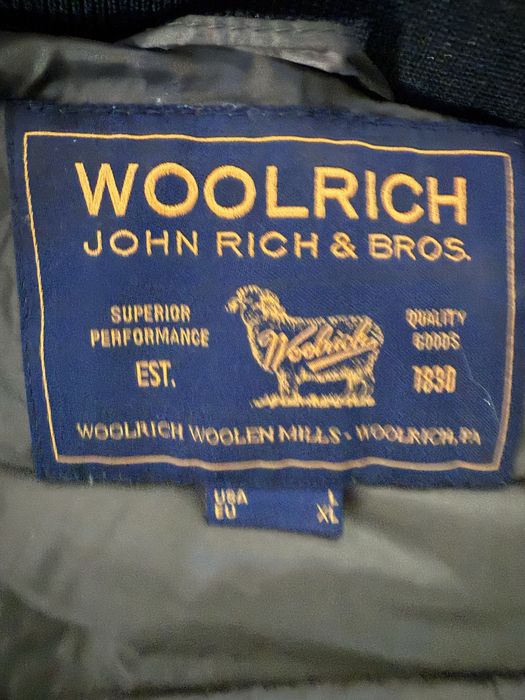 WOOLRICH
JOHN RICH & BROS.
SUPERIOR
PERFORMANCE
EST.
Woolrich
QUALITY
GOODS
1830
WOOLRICH WOOLEN MILLS - WOOLRICH, PA
USA L
EU XL